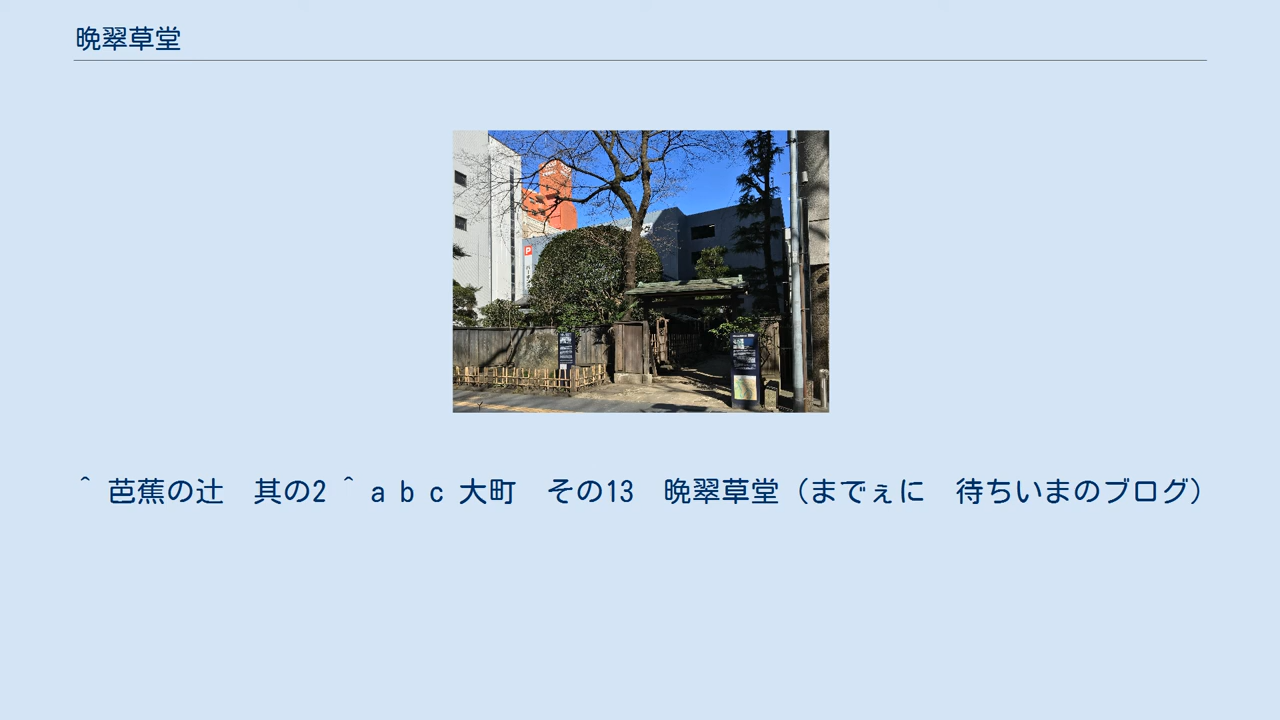 晩翠草堂
P
^ 芭蕉の辻　其の2 ^ a b c 大町　その13　晩翠草堂（までぇに　待ちいまのブログ）